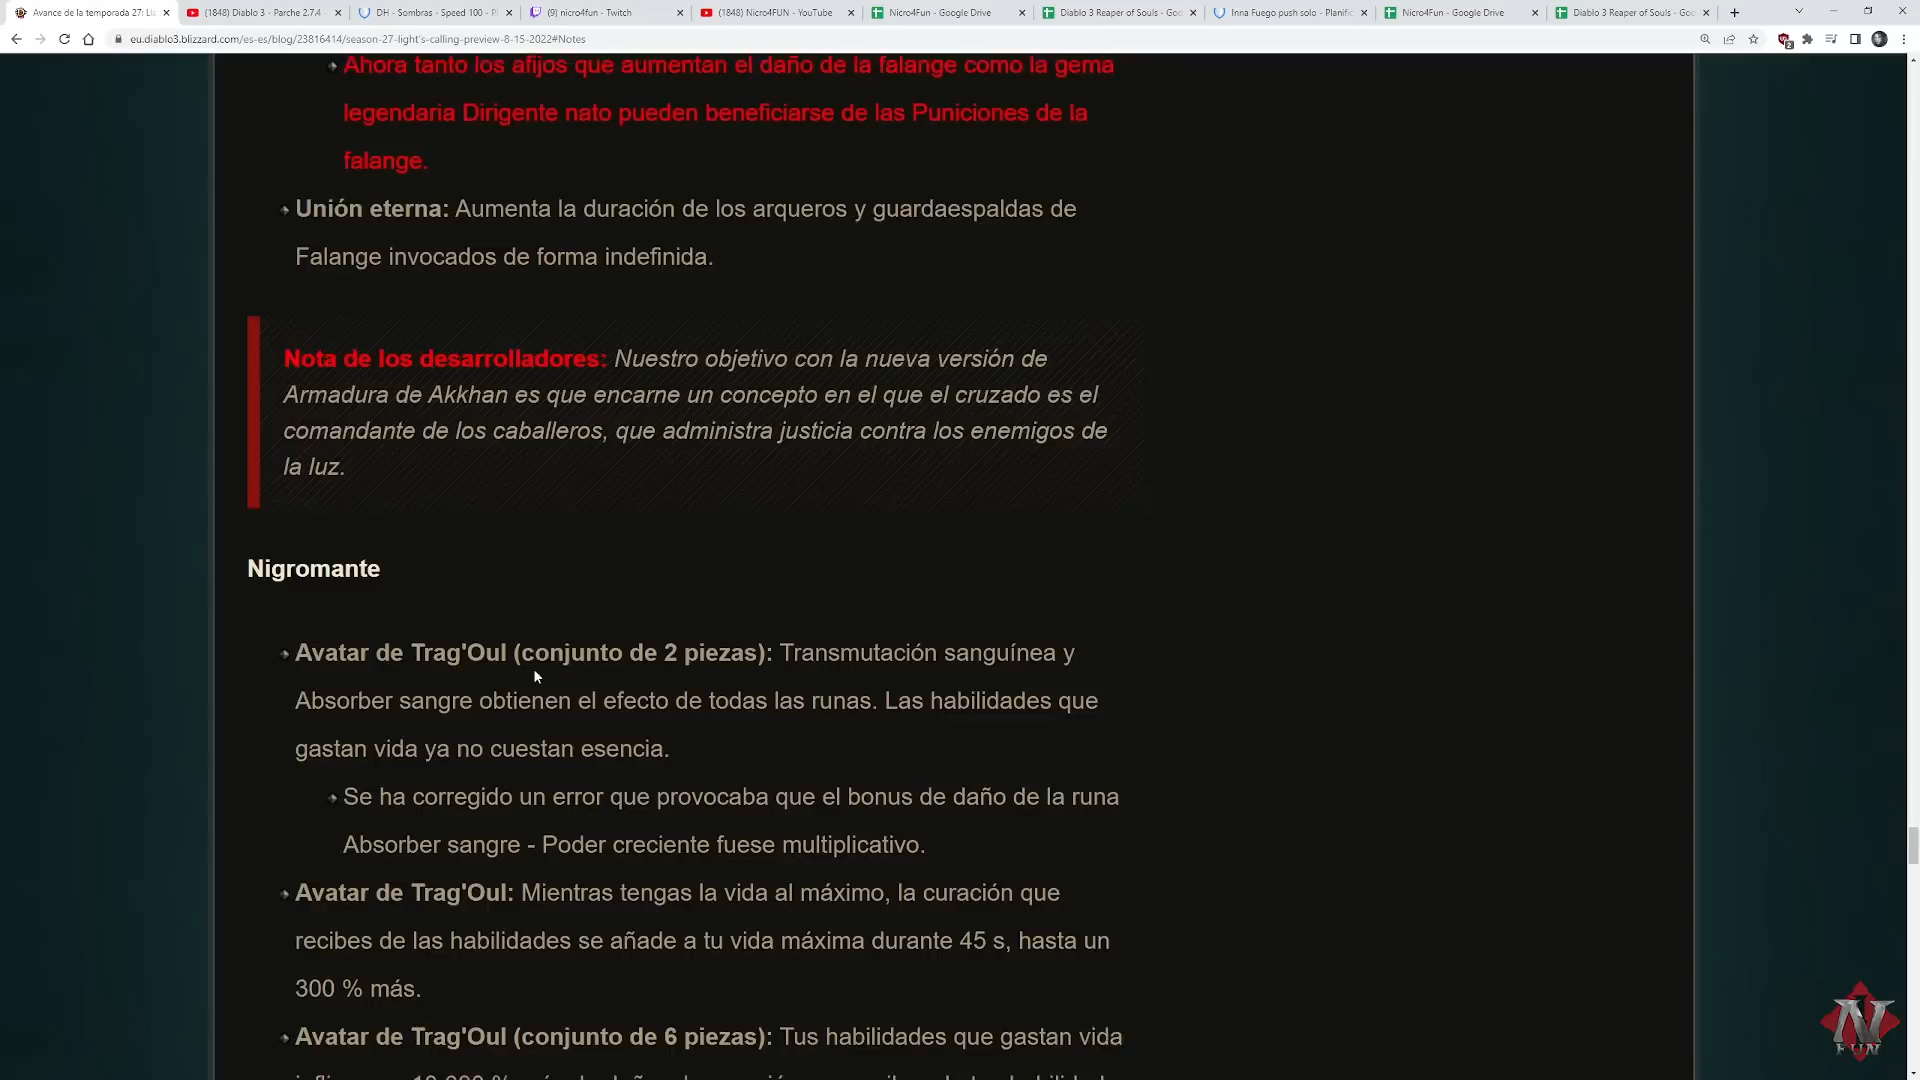 Avance de la temporada 27: Ll
(1848) Diablo 3 - Parche 2.7.4 -
DH - Sombras - Speed 100 - Pl
(9) nicro4fun - Twitch
(1848) Nicro4FUN - YouTube
Nicro4Fun - Google Drive
Diablo 3 Reaper of Souls - Goo
Inna Fuego push solo - Planific
Nicro4Fun - Google Drive
Diablo 3 Reaper of Souls - Goo
eu.diablo3.blizzard.com/es-es/blog/23816414/season-27-light's-calling-preview-8-15-2022#Notes
Ahora tanto los afijos que aumentan el daño de la falange como la gema
legendaria Dirigente nato pueden beneficiarse de las Puniciones de la
falange.
Unión eterna: Aumenta la duración de los arqueros y guardaespaldas de
Falange invocados de forma indefinida.
Nota de los desarrolladores: Nuestro objetivo con la nueva versión de
Armadura de Akkhan es que encarne un concepto en el que el cruzado es el
comandante de los caballeros, que administra justicia contra los enemigos de
la luz.
Nigromante
Avatar de Trag'Oul (conjunto de 2 piezas): Transmutación sanguínea y
Absorber sangre obtienen el efecto de todas las runas. Las habilidades que
gastan vida ya no cuestan esencia.
Se ha corregido un error que provocaba que el bonus de daño de la runa
Absorber sangre - Poder creciente fuese multiplicativo.
Avatar de Trag'Oul: Mientras tengas la vida al máximo, la curación que
recibes de las habilidades se añade a tu vida máxima durante 45 s, hasta un
300 % más.
Avatar de Trag'Oul (conjunto de 6 piezas): Tus habilidades que gastan vida
N
FUN